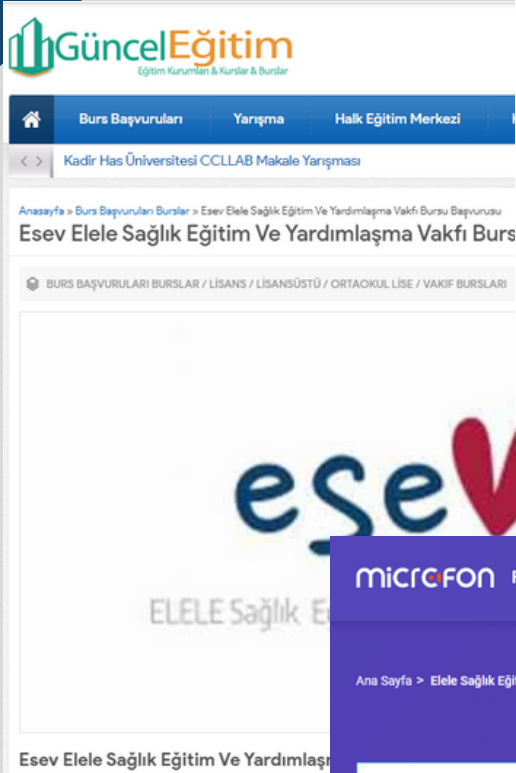 GüncelEğitim
Eğitim Kurumları & Kurslar & Burslar
Burs Başvuruları Yarışma Halk Eğitim Merkezi
Kadir Has Üniversitesi CCLLAB Makale Yarışması
Anasayfa » Burs Başvuruları Burslar » Esev Elele Sağlık Eğitim Ve Yardımlaşma Vakfı Bursu Başvurusu
Esev Elele Sağlık Eğitim Ve Yardımlaşma Vakfı Burs
BURS BAŞVURULARI BURSLAR / LİSANS / LİSANSÜSTÜ / ORTAOKUL LİSE / VAKIF BURSLARI
eseV
ELELE Sağlık
micrOFON
Ana Sayfa > Elele Sağlık Eği
Esev Elele Sağlık Eğitim Ve Yardımlaş